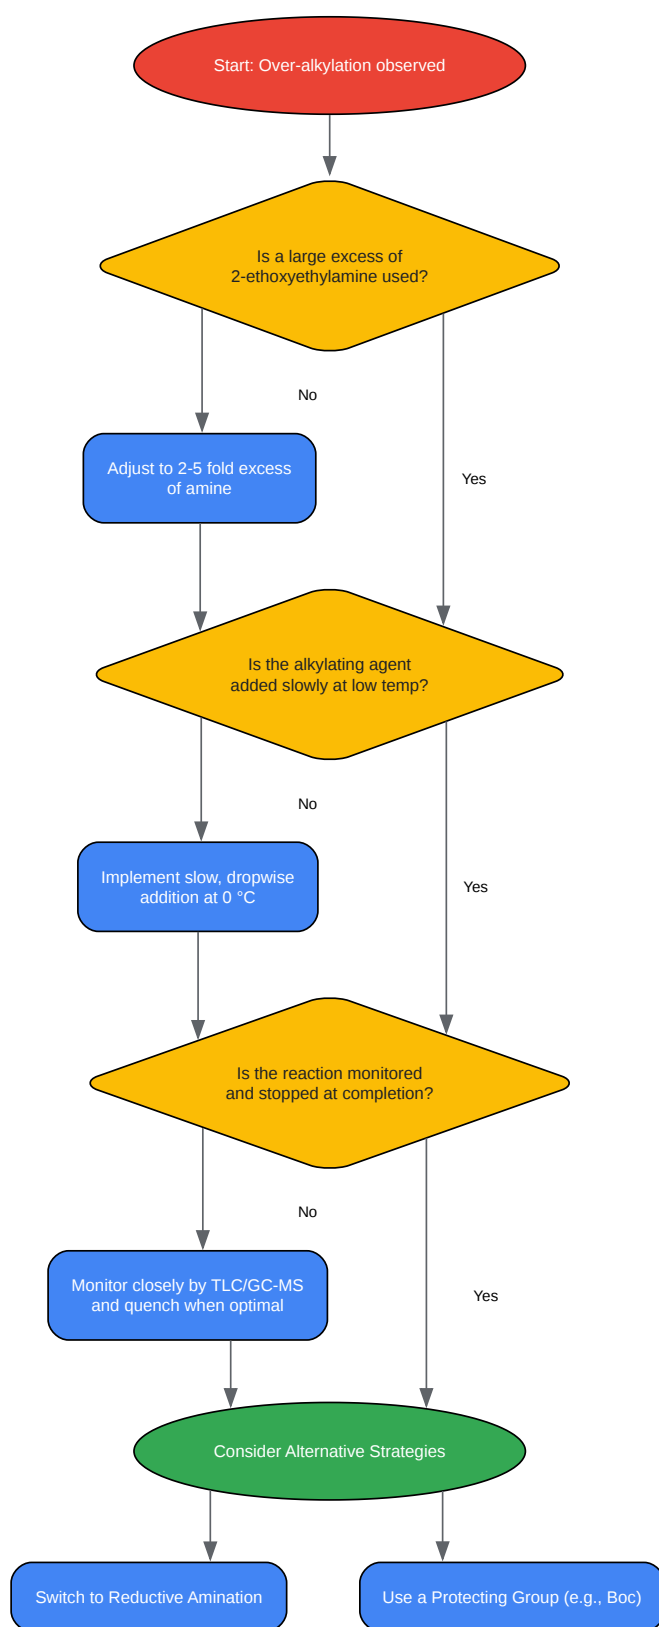 Start: Over-alkylation observed
Is a large excess of
2-ethoxyethylamine used?
No
Adjust to 2-5 fold excess
of amine
Yes
Is the alkylating agent
added slowly at low temp?
No
Implement slow, dropwise
addition at 0 °C
Yes
Is the reaction monitored
and stopped at completion?
No
Monitor closely by TLC/GC-MS
and quench when optimal
Yes
Consider Alternative Strategies
Switch to Reductive Amination
Use a Protecting Group (e.g., Boc)